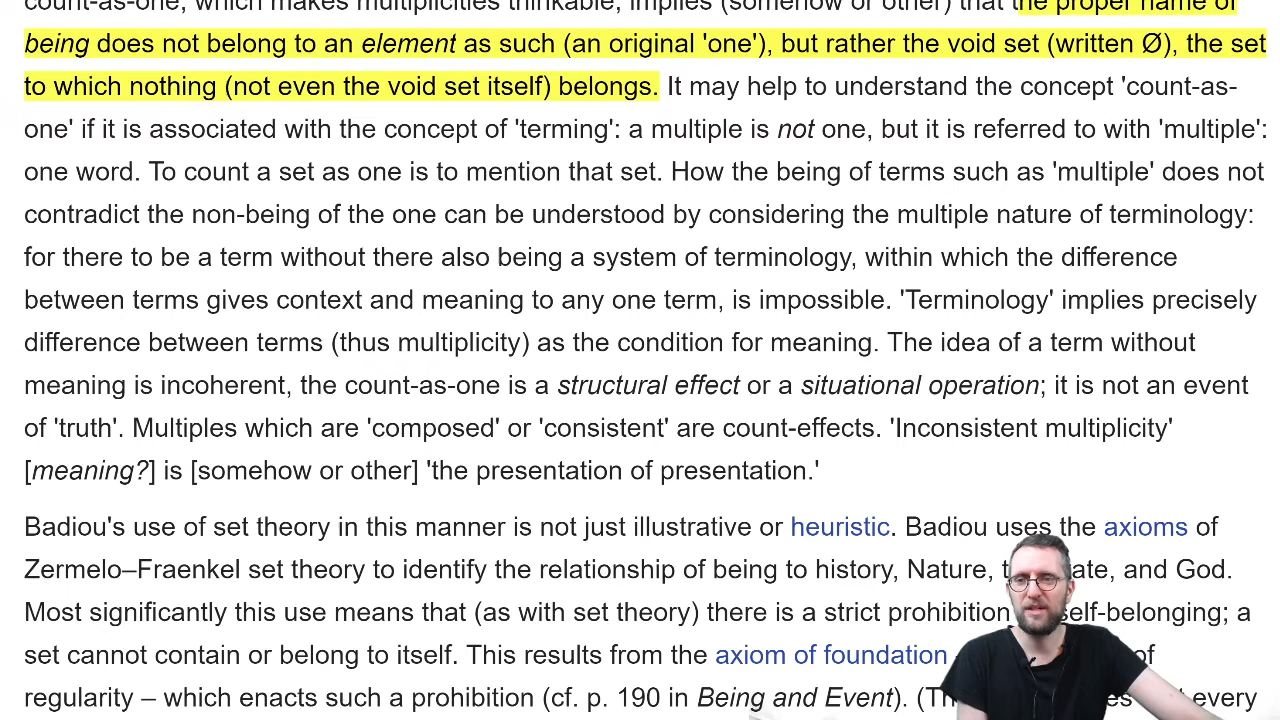 count-as-one, which makes multiplicities thinkable, implies (somehow or other) that the proper name of
being does not belong to an element as such (an original 'one'), but rather the void set (written Ø), the set
to which nothing (not even the void set itself) belongs. It may help to understand the concept 'count-as-
one' if it is associated with the concept of 'terming': a multiple is not one, but it is referred to with 'multiple':
one word. To count a set as one is to mention that set. How the being of terms such as 'multiple' does not
contradict the non-being of the one can be understood by considering the multiple nature of terminology:
for there to be a term without there also being a system of terminology, within which the difference
between terms gives context and meaning to any one term, is impossible. 'Terminology' implies precisely
difference between terms (thus multiplicity) as the condition for meaning. The idea of a term without
meaning is incoherent, the count-as-one is a structural effect or a situational operation; it is not an event
of 'truth'. Multiples which are 'composed' or 'consistent' are count-effects. 'Inconsistent multiplicity'
[meaning?] is [somehow or other] 'the presentation of presentation.'
Badiou's use of set theory in this manner is not just illustrative or heuristic. Badiou uses the axioms of
Zermelo–Fraenkel set theory to identify the relationship of being to history, Nature, ate, and God.
Most significantly this use means that (as with set theory) there is a strict prohibition self-belonging; a
set cannot contain or belong to itself. This results from the axiom of foundation of
regularity – which enacts such a prohibition (cf. p. 190 in Being and Event). every